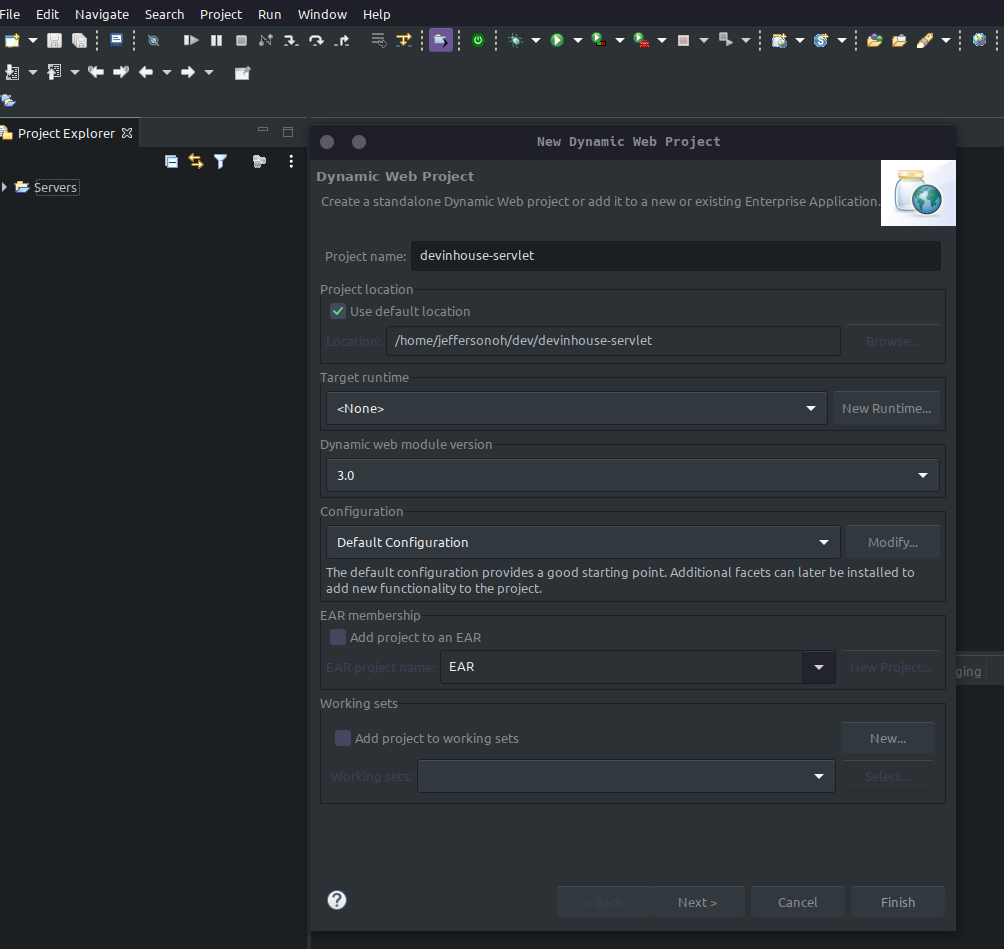 File Edit Navigate Search Project Run Window Help
Project Explorer
Servers
New Dynamic Web Project
Dynamic Web Project
Create a standalone Dynamic Web project or add it to a new or existing Enterprise Application.
Project name: devinhouse-servlet
Project location
Use default location
Location: /home/jeffersonoh/dev/devinhouse-servlet Browse...
Target runtime
<None> New Runtime...
Dynamic web module version
3.0
Configuration
Default Configuration Modify...
The default configuration provides a good starting point. Additional facets can later be installed to
add new functionality to the project.
EAR membership
Add project to an EAR
EAR project name: EAR New Project...
ging
Working sets
Add project to working sets New...
Working sets: Select...
? < Back Next > Cancel Finish